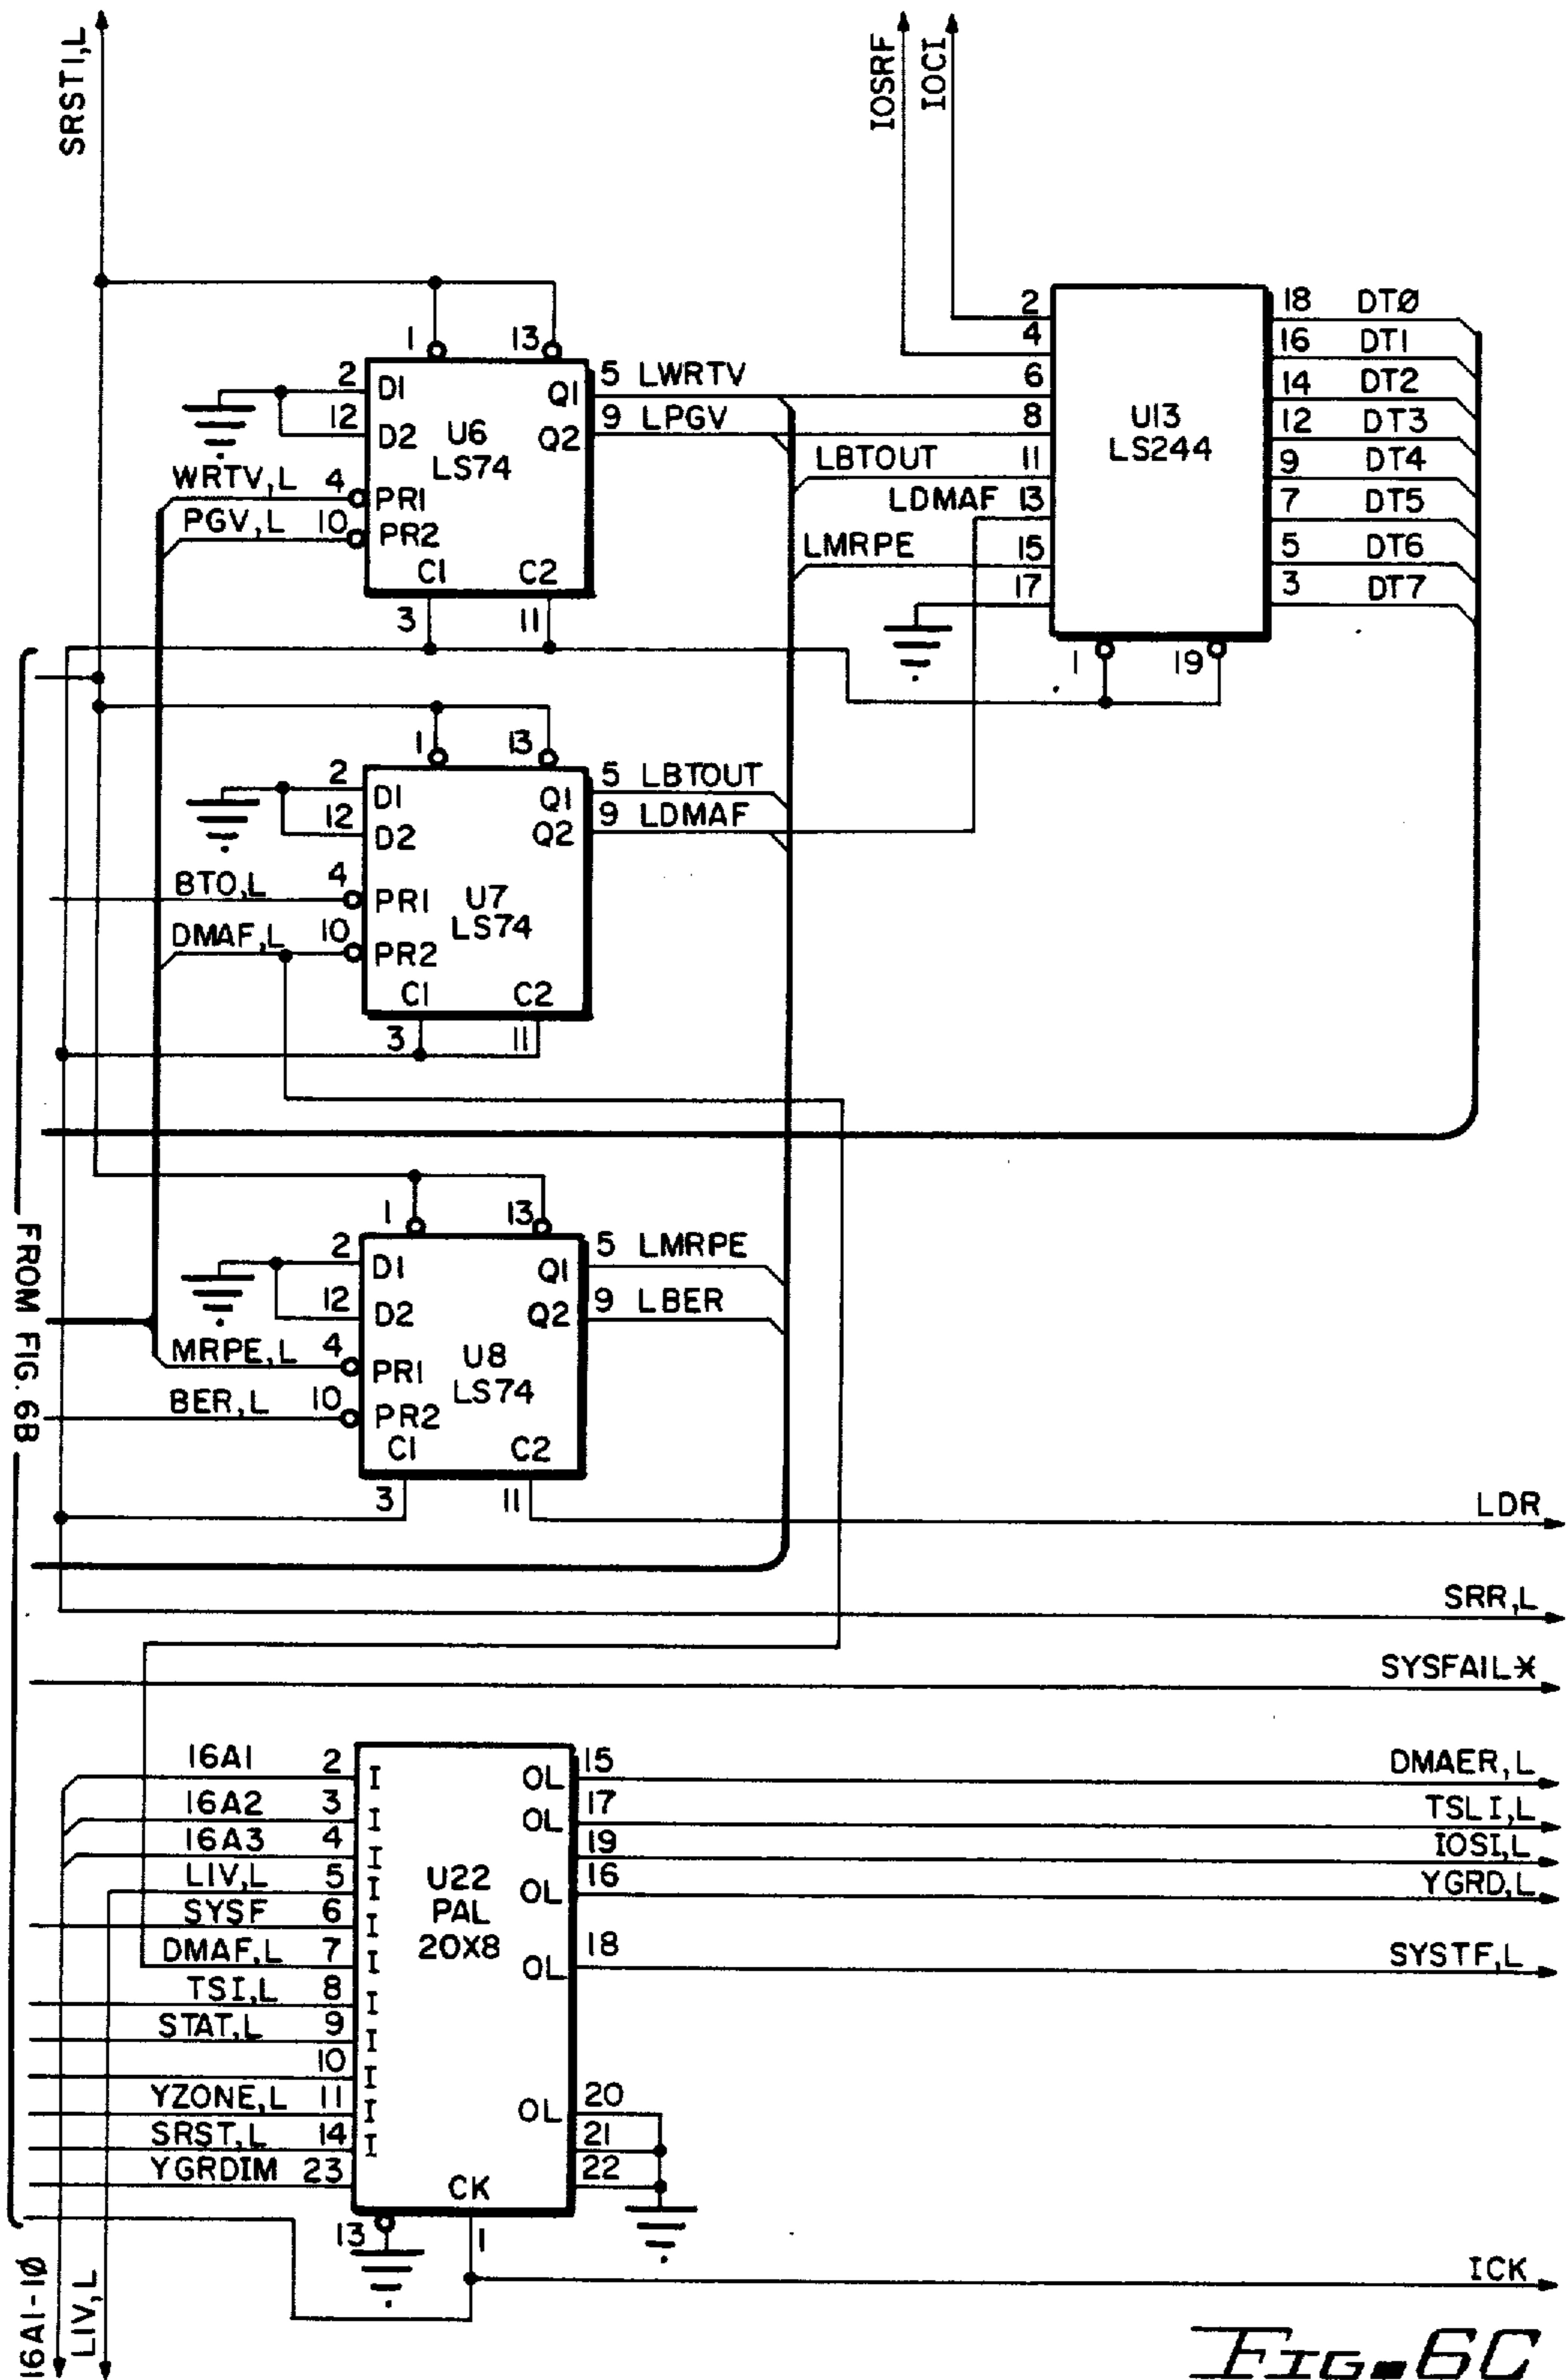 SRST1,L
IOSRF
IOCI
1 13
2 D1
12 D2
U6
LS74
Q1 5 LWRTV
Q2 9 LPGV
WRTV,L 4 PR1
PGV,L 10 PR2
C1 C2
3 11
LBTOUT
LDMAF
LMRPE
2
4
6
8
11
13
15
17
U13
LS244
18 DTØ
16 DT1
14 DT2
12 DT3
9 DT4
7 DT5
5 DT6
3 DT7
1 19
1 13
2 D1
12 D2
Q1 5 LBTOUT
Q2 9 LDMAF
BTO,L 4 PR1
DMAF,L 10 PR2
U7
LS74
C1 C2
3 11
1 13
2 D1
12 D2
Q1 5 LMRPE
Q2 9 LBER
MRPE,L 4 PR1
BER,L 10 PR2
U8
LS74
C1 C2
3 11
FROM FIG. 6B
LDR
SRR,L
SYSFAIL*
16A1 2 I
16A2 3 I
16A3 4 I
LIV,L 5 I
SYSF 6 I
DMAF,L 7 I
TSI,L 8 I
STAT,L 9 I
10 I
YZONE,L 11 I
SRST,L 14 I
YGRDIM 23
U22
PAL
20X8
CK
13 1
OL 15 DMAER,L
OL 17 TSLI,L
19 IOSI,L
OL 16 YGRD,L
OL 18 SYSTF,L
OL 20
21
22
ICK
16A1-1Ø
LIV,L
FIG. 6C